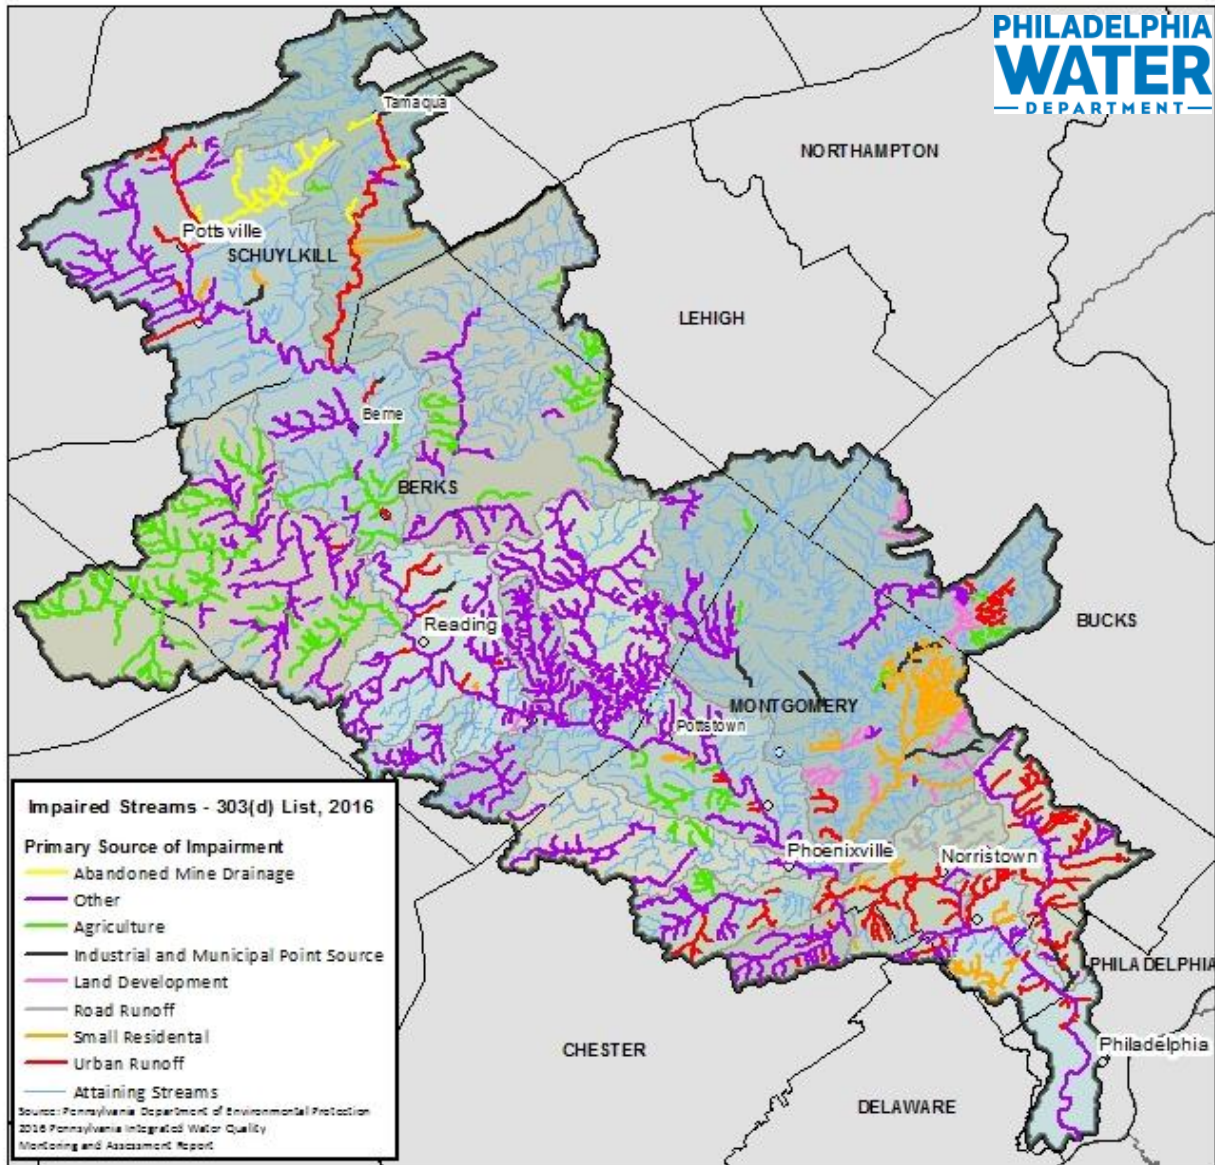 PHILADELPHIA
WATER
DEPARTMENT
Tamaqua
NORTHAMPTON
Pottsville
SCHUYLKILL
LEHIGH
Berne
BERKS
BUCKS
Reading
MONTGOMERY
Pottstown
Phoenixville
Norristown
PHILADELPHIA
Philadelphia
CHESTER
DELAWARE
Impaired Streams - 303(d) List, 2016
Primary Source of Impairment
Abandoned Mine Drainage
Other
Agriculture
Industrial and Municipal Point Source
Land Development
Road Runoff
Small Residental
Urban Runoff
Attaining Streams
Source: Pennsylvania Department of Environmental Protection
2016 Pennsylvania Integrated Water Quality
Monitoring and Assessment Report